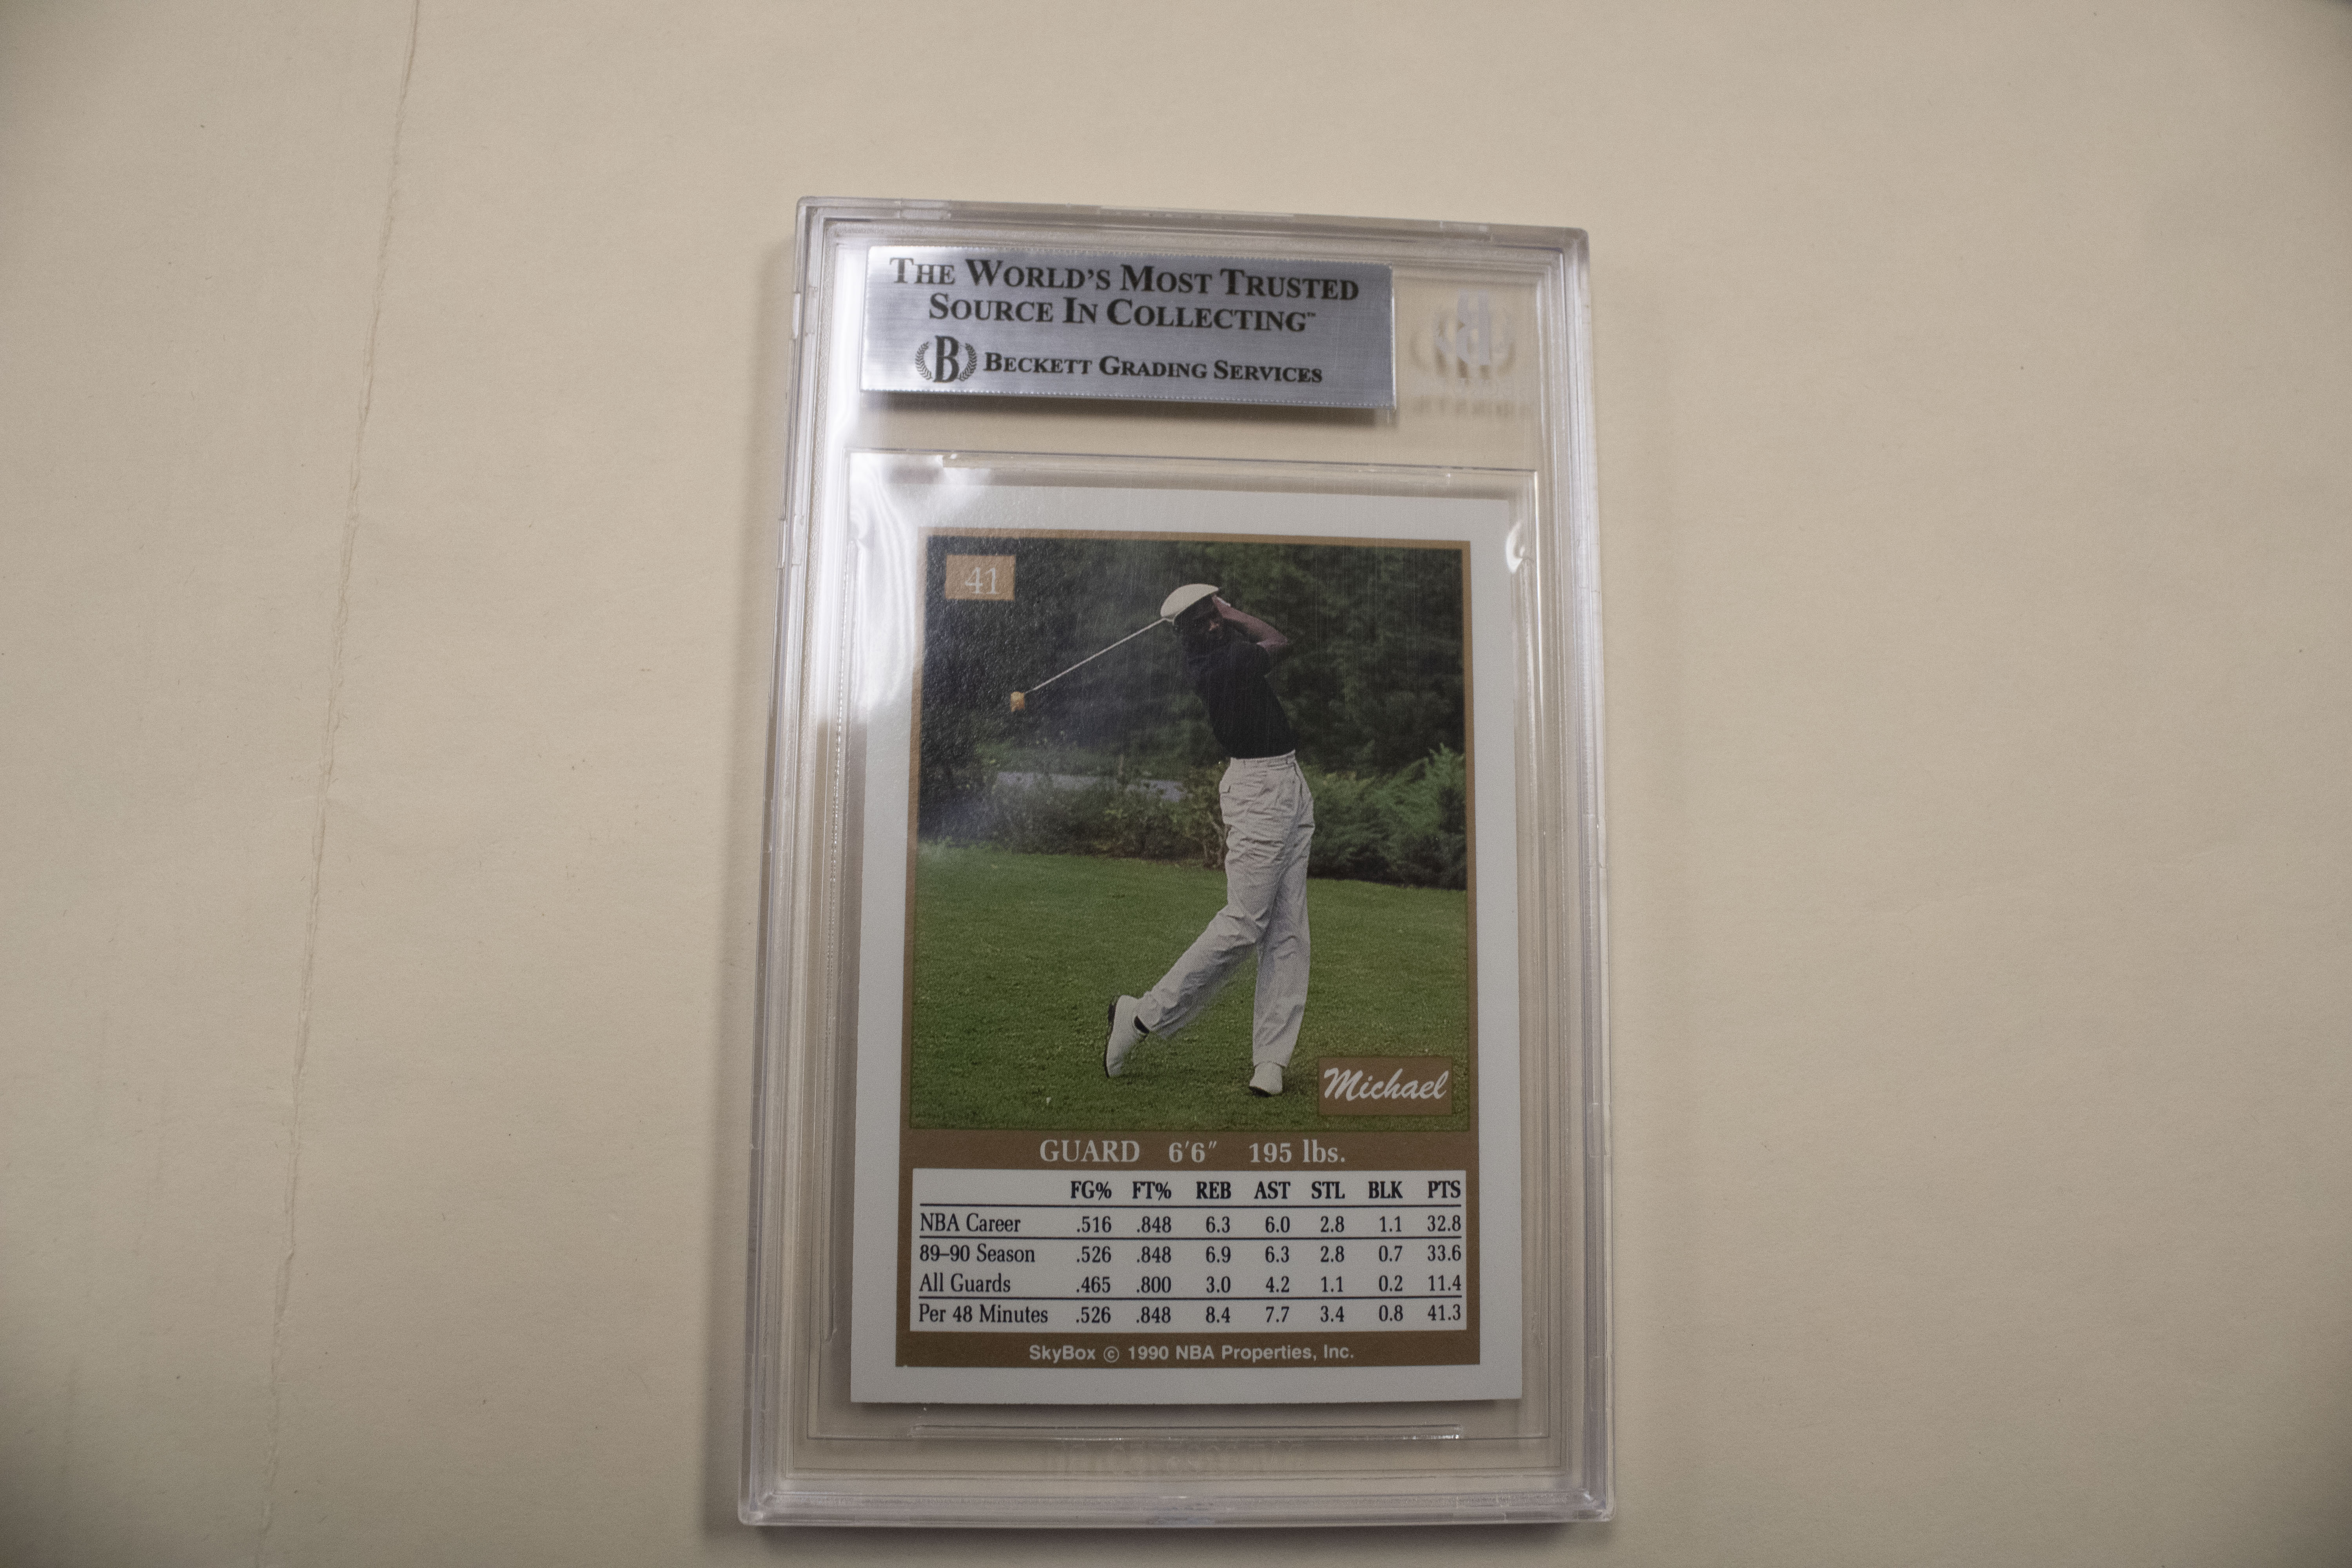 THE WORLD'S MOST TRUSTED
SOURCE IN COLLECTING™
B BECKETT GRADING SERVICES
41
Michael
GUARD 6'6" 195 lbs.
FG% FT% REB AST STL BLK PTS
NBA Career .516 .848 6.3 6.0 2.8 1.1 32.8
89–90 Season .526 .848 6.9 6.3 2.8 0.7 33.6
All Guards .465 .800 3.0 4.2 1.1 0.2 11.4
Per 48 Minutes .526 .848 8.4 7.7 3.4 0.8 41.3
SkyBox © 1990 NBA Properties, Inc.